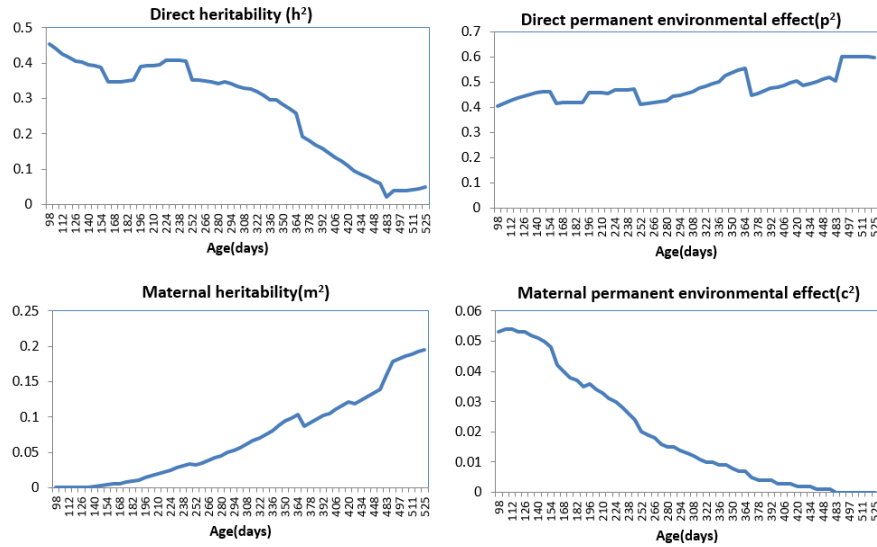 Direct heritability (h²)
0.5
0.4
0.3
0.2
0.1
0
98 112 126 140 154 168 182 196 210 224 238 252 266 280 294 308 322 336 350 364 378 392 406 420 434 448 483 497 511 525
Age(days)
Direct permanent environmental effect(p²)
0.7
0.6
0.5
0.4
0.3
0.2
0.1
0
98 112 126 140 154 168 182 196 210 224 238 252 266 280 294 308 322 336 350 364 378 392 406 420 434 448 483 497 511 525
Age(days)
Maternal heritability(m²)
0.25
0.2
0.15
0.1
0.05
0
98 112 126 140 154 168 182 196 210 224 238 252 266 280 294 308 322 336 350 364 378 392 406 420 434 448 483 497 511 525
Age(days)
Maternal permanent environmental effect(c²)
0.06
0.05
0.04
0.03
0.02
0.01
0
98 112 126 140 154 168 182 196 210 224 238 252 266 280 294 308 322 336 350 364 378 392 406 420 434 448 483 497 511 525
Age(days)